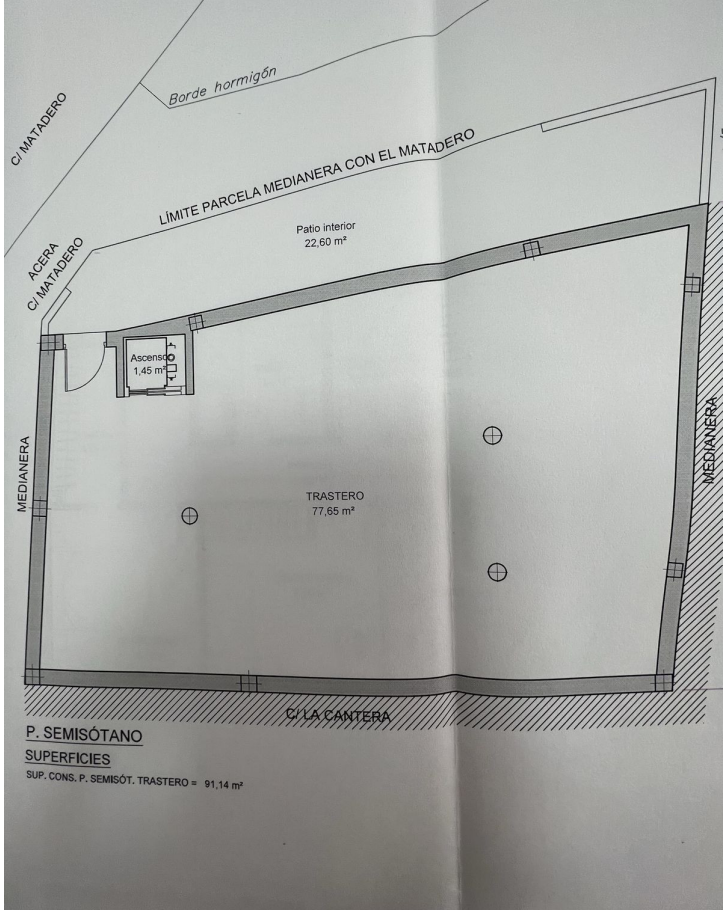 Borde hormigón
C/ MATADERO
LÍMITE PARCELA MEDIANERA CON EL MATADERO
Patio interior
22,60 m²
ACERA
C/ MATADERO
Ascenso
1,45 m²
MEDIANERA
MEDIANERA
TRASTERO
77,65 m²
C/ LA CANTERA
P. SEMISÓTANO
SUPERFICIES
SUP. CONS. P. SEMISÓT. TRASTERO = 91,14 m²